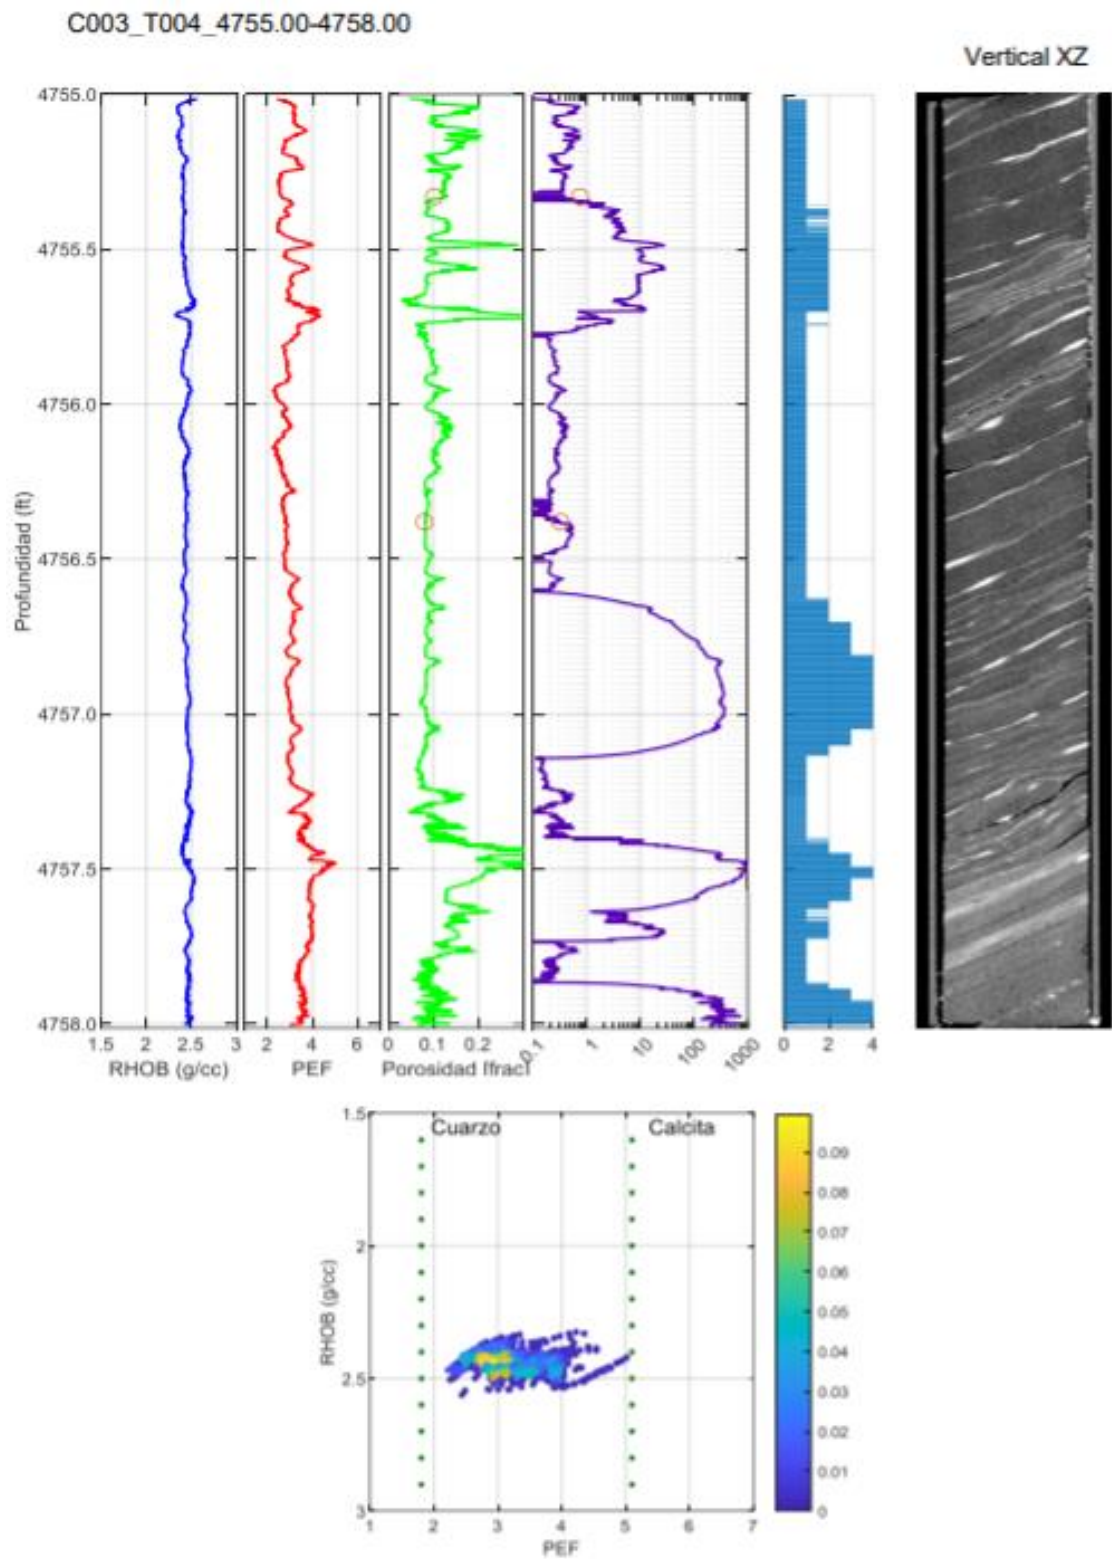 C003_T004_4755.00-4758.00
Vertical XZ
4755.0
4755.5
4756.0
4756.5
4757.0
4757.5
4758.0
Profundidad (ft)
1.5 2 2.5 3
2 4 6
0 0.1 0.2
0.1 1 10 100 1000
0 2 4
RHOB (g/cc)
PEF
Porosidad [frac]
Cuarzo
Calcita
1.5
2
2.5
3
RHOB (g/cc)
1 2 3 4 5 6 7
PEF
0.09
0.08
0.07
0.06
0.05
0.04
0.03
0.02
0.01
0